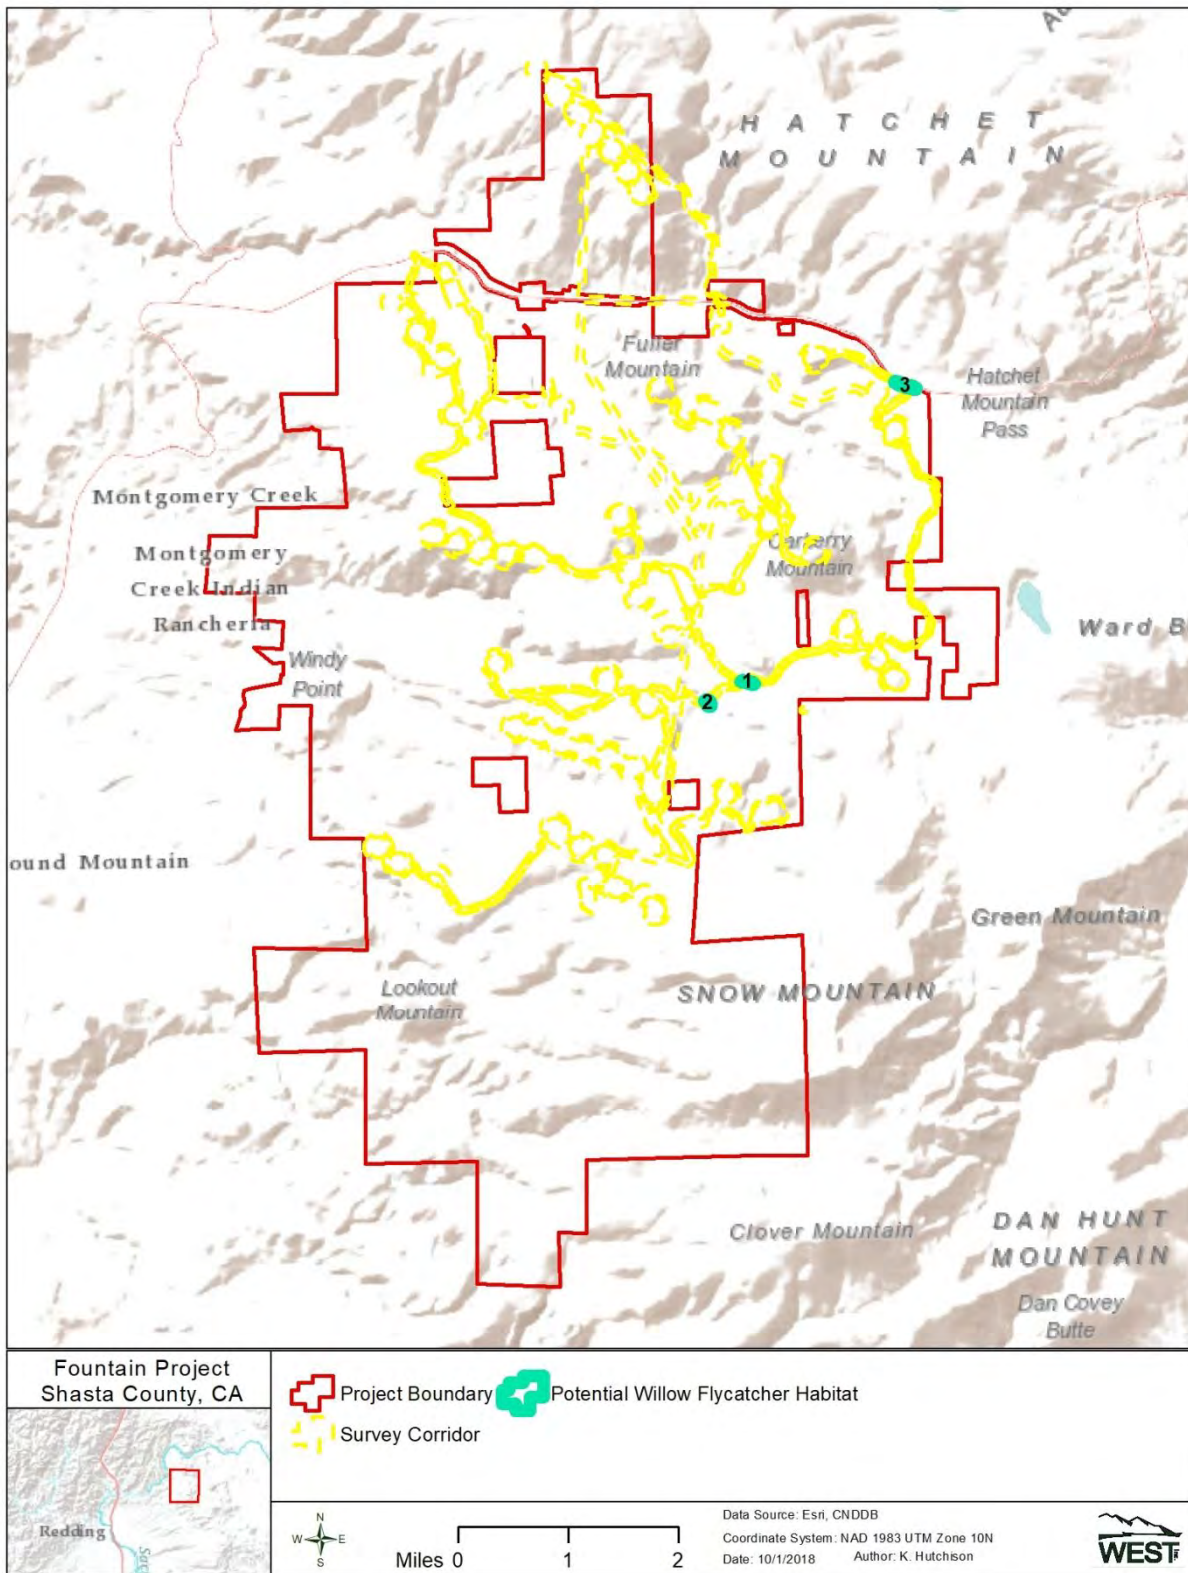 HATCHET
MOUNTAIN
Fuller
Mountain
3
Hatchet
Mountain
Pass
Montgomery Creek
Montgomery
Creek Indian
Rancheria
Carberry
Mountain
Ward B
Windy
Point
1
2
ound Mountain
Green Mountain
Lookout
Mountain
SNOW MOUNTAIN
Clover Mountain
DAN HUNT
MOUNTAIN
Dan Covey
Butte
Fountain Project
Shasta County, CA
Redding
Project Boundary
Potential Willow Flycatcher Habitat
Survey Corridor
N
W E
S
Miles 0 1 2
Data Source: Esri, CNDDB
Coordinate System: NAD 1983 UTM Zone 10N
Date: 10/1/2018 Author: K. Hutchison
WEST